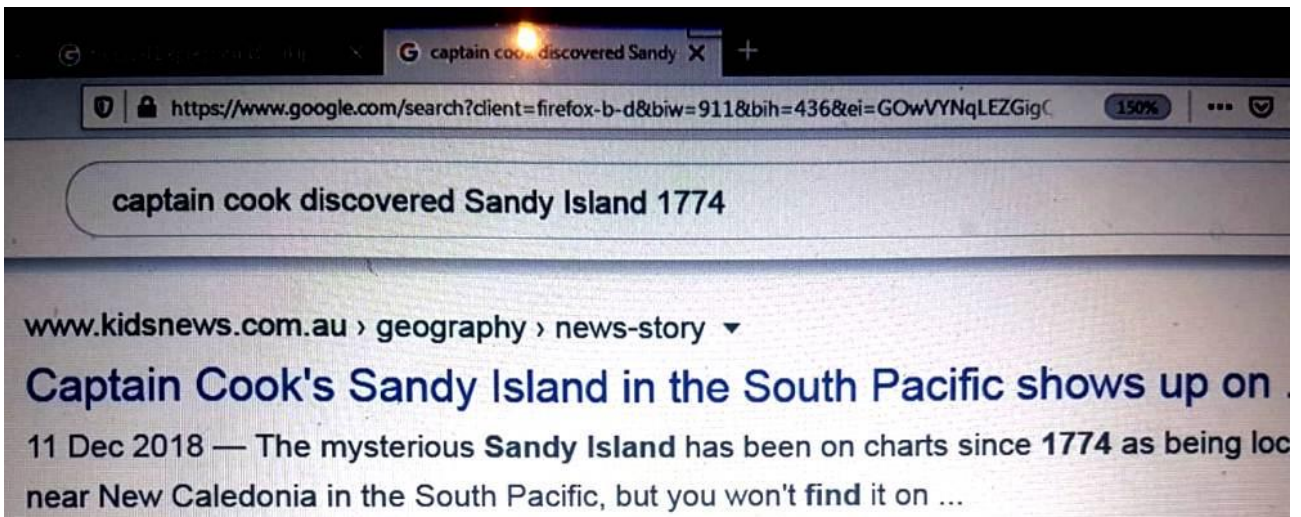 captain cook discovered Sandy
https://www.google.com/search?client=firefox-b-d&biw=911&bih=436&ei=GOwVYNqLEZGigC 150%
captain cook discovered Sandy Island 1774
www.kidsnews.com.au › geography › news-story
Captain Cook's Sandy Island in the South Pacific shows up on .
11 Dec 2018 — The mysterious Sandy Island has been on charts since 1774 as being loc
near New Caledonia in the South Pacific, but you won't find it on ...